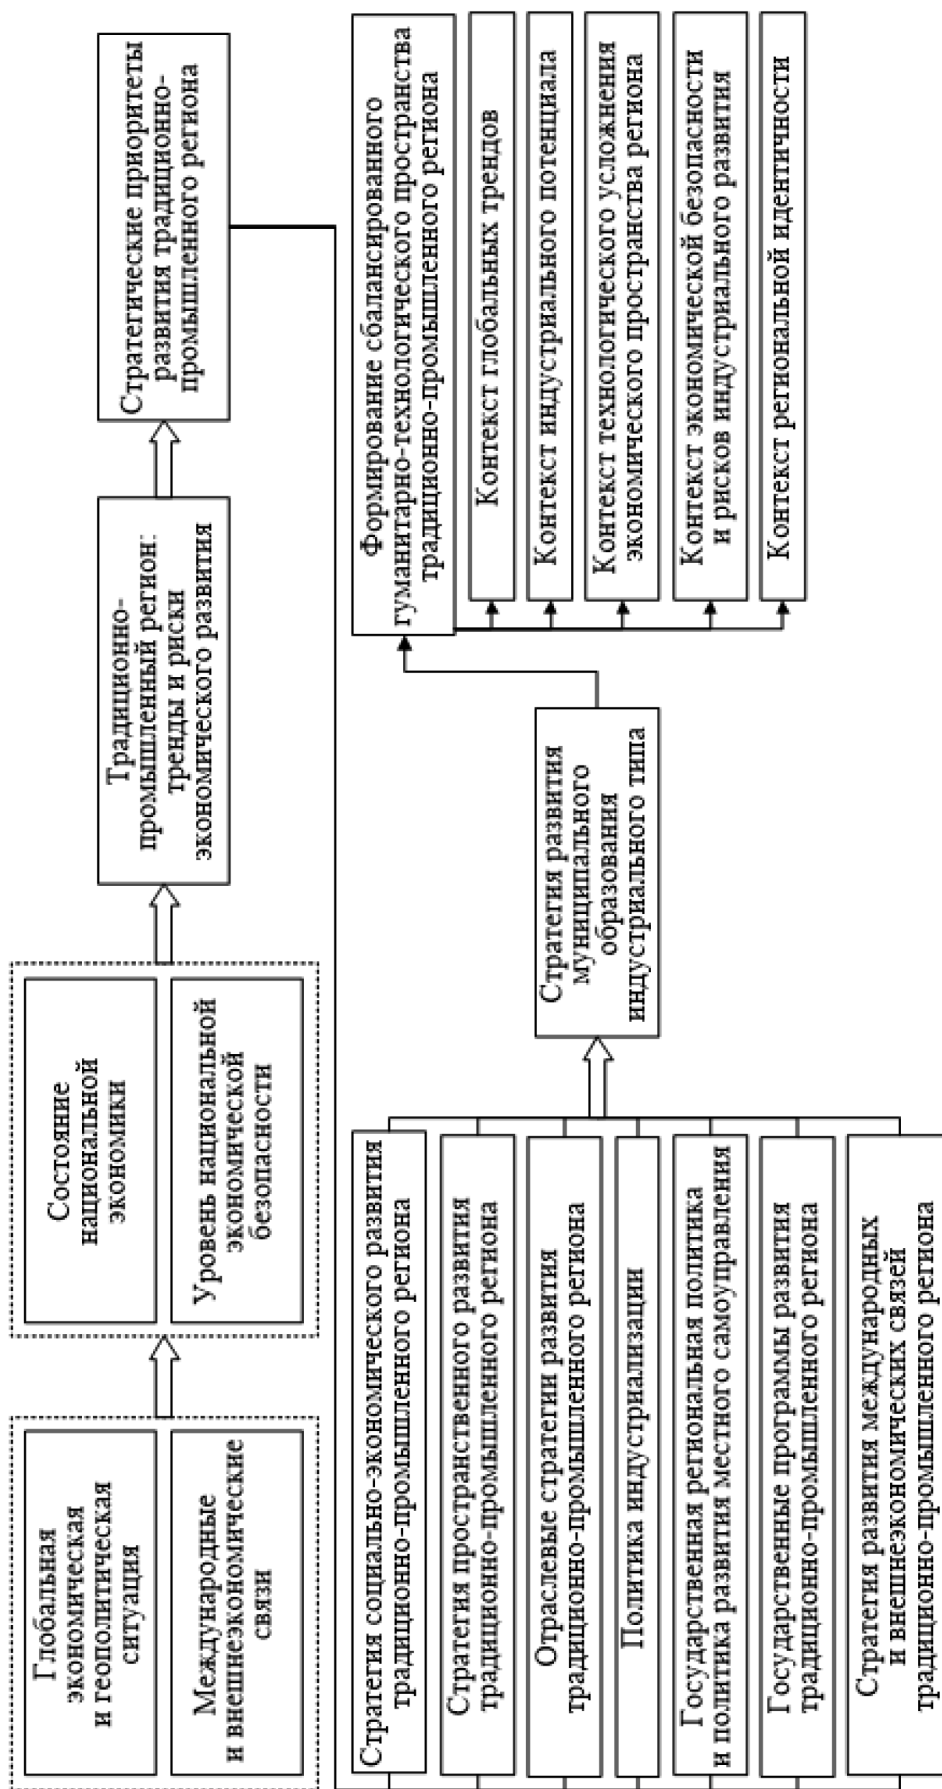 Глобальная
экономическая
и геополитическая
ситуация
Международные
и внешнеэкономические
связи
Состояние
национальной
экономики
Уровень национальной
экономической
безопасности
Традиционно-
промышленный регион:
тренды и риски
экономического развития
Стратегические приоритеты
развития традиционно-
промышленного региона
Стратегия социально-экономического развития
традиционно-промышленного региона
Стратегия пространственного развития
традиционно-промышленного региона
Отраслевые стратегии развития
традиционно-промышленного региона
Политика индустриализации
Государственная региональная политика
и политика развития местного самоуправления
Государственные программы развития
традиционно-промышленного региона
Стратегия развития международных
и внешнеэкономических связей
традиционно-промышленного региона
Стратегия развития
муниципального
образования
индустриального типа
Формирование сбалансированного
гуманитарно-технологического пространства
традиционно-промышленного региона
Контекст глобальных трендов
Контекст индустриального потенциала
Контекст технологического усложнения
экономического пространства региона
Контекст экономической безопасности
и рисков индустриального развития
Контекст региональной идентичности